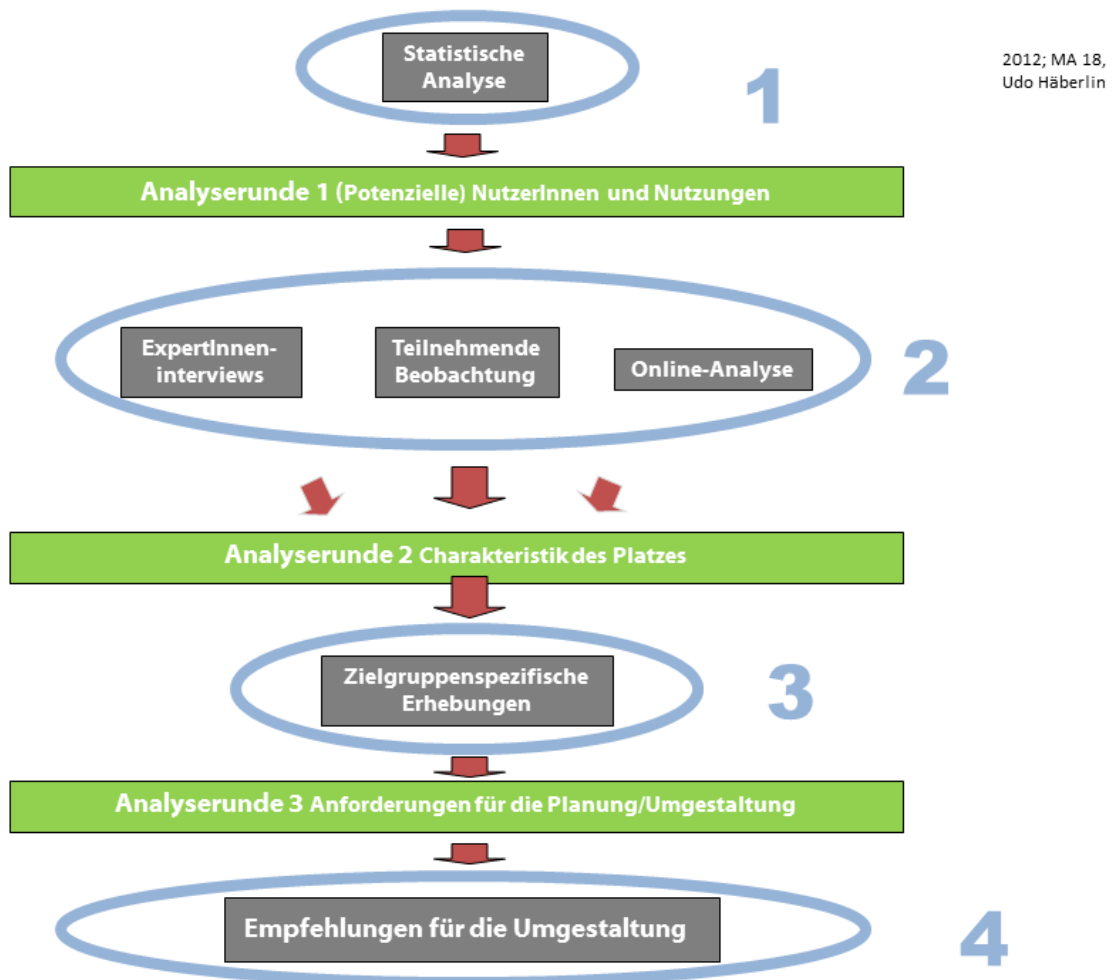 Statistische
Analyse
1
2012; MA 18,
Udo Häberlin
Analyserunde 1 (Potenzielle) NutzerInnen und Nutzungen
ExpertInnen-
interviews
Teilnehmende
Beobachtung
Online-Analyse
2
Analyserunde 2 Charakteristik des Platzes
Zielgruppenspezifische
Erhebungen
3
Analyserunde 3 Anforderungen für die Planung/Umgestaltung
Empfehlungen für die Umgestaltung
4